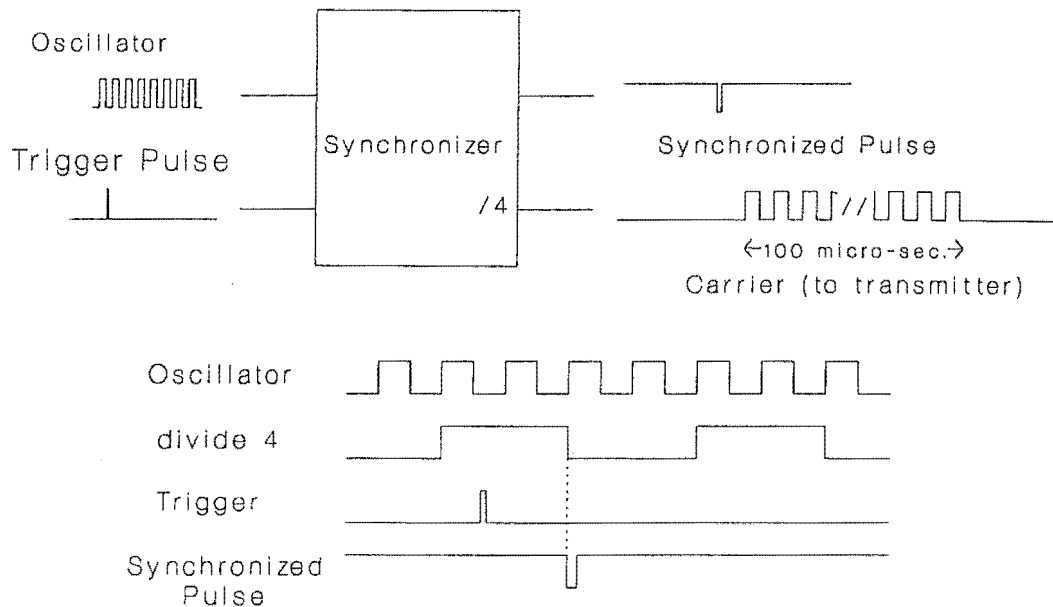 Oscillator
Trigger Pulse
Synchronizer
/4
Synchronized Pulse
//
←100 micro-sec.→
Carrier (to transmitter)
Oscillator
divide 4
Trigger
Synchronized
Pulse